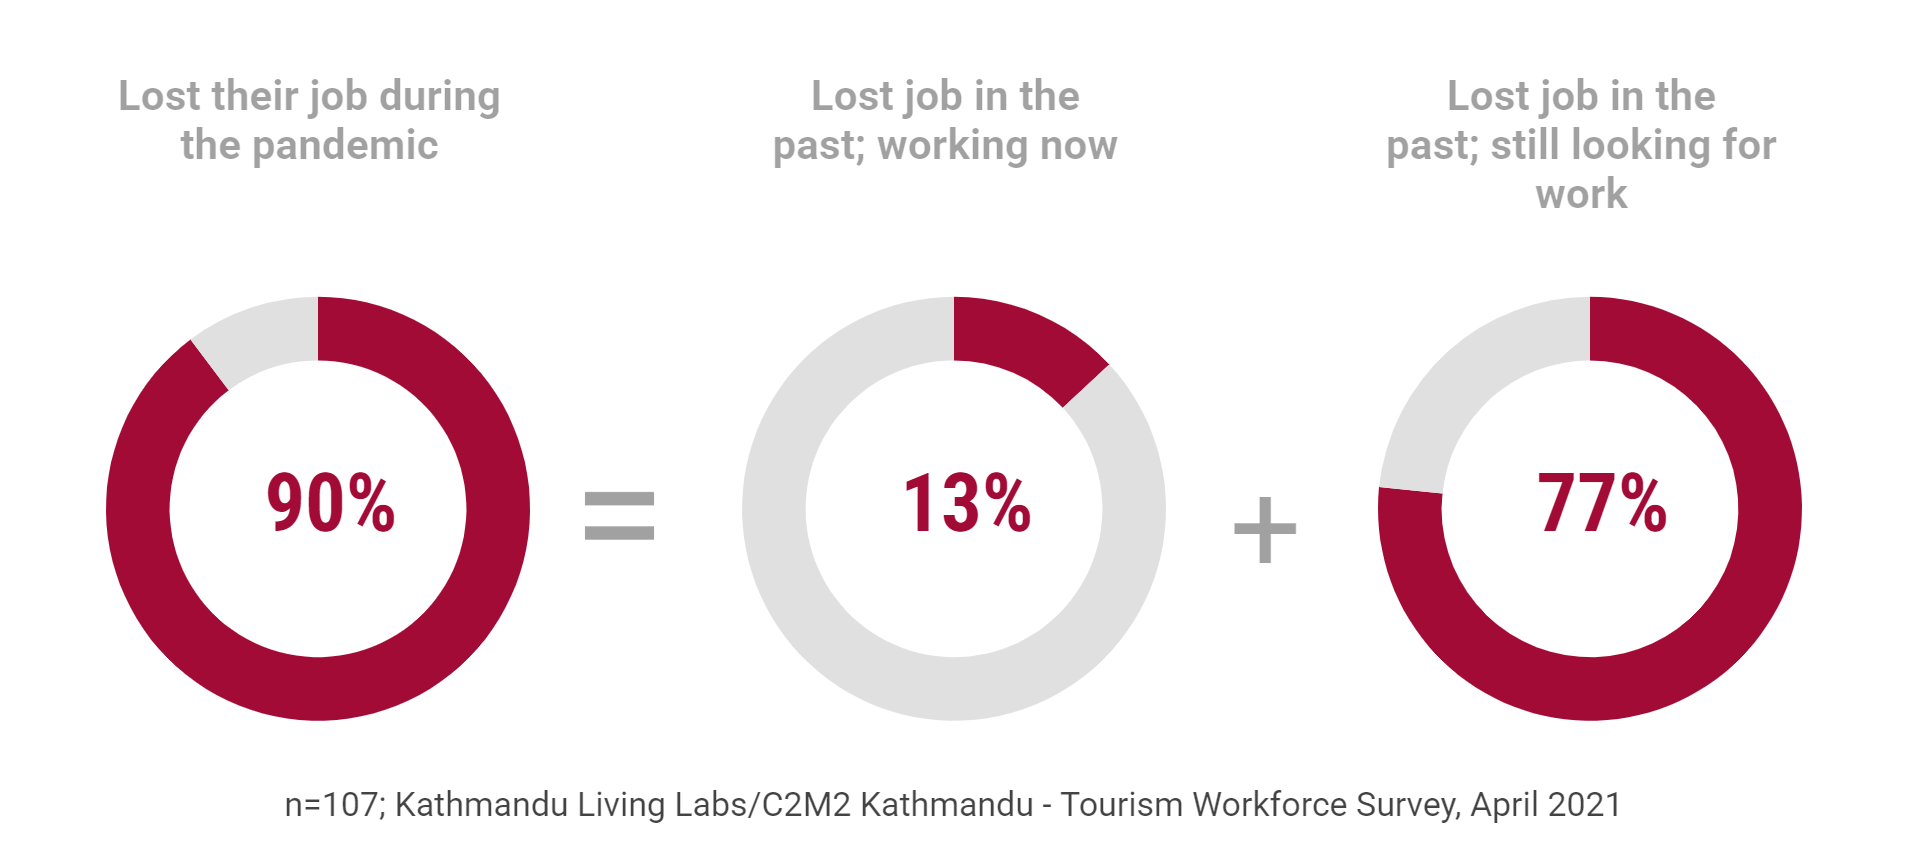 Lost their job during
the pandemic
Lost job in the
past; working now
Lost job in the
past; still looking for
work
90%
=
13%
+
77%
n=107; Kathmandu Living Labs/C2M2 Kathmandu - Tourism Workforce Survey, April 2021